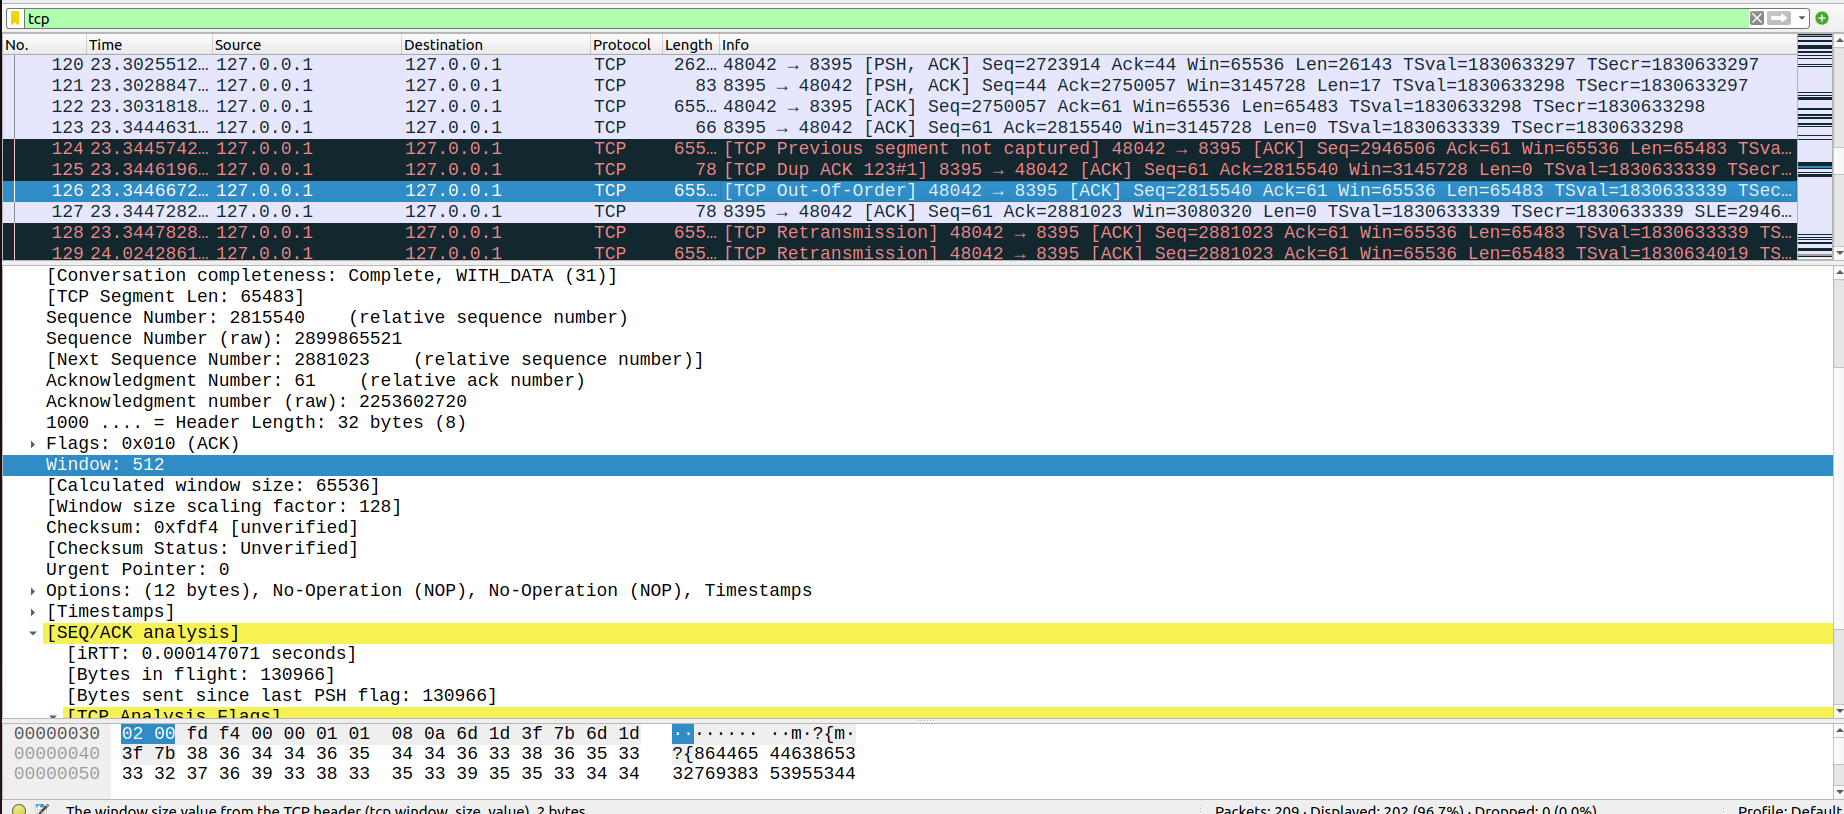 tcp
No. Time Source Destination Protocol Length Info
120 23.3025512… 127.0.0.1 127.0.0.1 TCP 262… 48042 → 8395 [PSH, ACK] Seq=2723914 Ack=44 Win=65536 Len=26143 TSval=1830633297 TSecr=1830633297
121 23.3028847… 127.0.0.1 127.0.0.1 TCP 83 8395 → 48042 [PSH, ACK] Seq=44 Ack=2750057 Win=3145728 Len=17 TSval=1830633298 TSecr=1830633297
122 23.3031818… 127.0.0.1 127.0.0.1 TCP 655… 48042 → 8395 [ACK] Seq=2750057 Ack=61 Win=65536 Len=65483 TSval=1830633298 TSecr=1830633298
123 23.3444631… 127.0.0.1 127.0.0.1 TCP 66 8395 → 48042 [ACK] Seq=61 Ack=2815540 Win=3145728 Len=0 TSval=1830633339 TSecr=1830633298
124 23.3445742… 127.0.0.1 127.0.0.1 TCP 655… [TCP Previous segment not captured] 48042 → 8395 [ACK] Seq=2946506 Ack=61 Win=65536 Len=65483 TSva…
125 23.3446196… 127.0.0.1 127.0.0.1 TCP 78 [TCP Dup ACK 123#1] 8395 → 48042 [ACK] Seq=61 Ack=2815540 Win=3145728 Len=0 TSval=1830633339 TSecr…
126 23.3446672… 127.0.0.1 127.0.0.1 TCP 655… [TCP Out-Of-Order] 48042 → 8395 [ACK] Seq=2815540 Ack=61 Win=65536 Len=65483 TSval=1830633339 TSec…
127 23.3447282… 127.0.0.1 127.0.0.1 TCP 78 8395 → 48042 [ACK] Seq=61 Ack=2881023 Win=3080320 Len=0 TSval=1830633339 TSecr=1830633339 SLE=2946…
128 23.3447828… 127.0.0.1 127.0.0.1 TCP 655… [TCP Retransmission] 48042 → 8395 [ACK] Seq=2881023 Ack=61 Win=65536 Len=65483 TSval=1830633339 TS…
129 24.0242861… 127.0.0.1 127.0.0.1 TCP 655… [TCP Retransmission] 48042 → 8395 [ACK] Seq=2881023 Ack=61 Win=65536 Len=65483 TSval=1830634019 TS…
[Conversation completeness: Complete, WITH_DATA (31)]
[TCP Segment Len: 65483]
Sequence Number: 2815540 (relative sequence number)
Sequence Number (raw): 2899865521
[Next Sequence Number: 2881023 (relative sequence number)]
Acknowledgment Number: 61 (relative ack number)
Acknowledgment number (raw): 2253602720
1000 .... = Header Length: 32 bytes (8)
Flags: 0x010 (ACK)
Window: 512
[Calculated window size: 65536]
[Window size scaling factor: 128]
Checksum: 0xfdf4 [unverified]
[Checksum Status: Unverified]
Urgent Pointer: 0
Options: (12 bytes), No-Operation (NOP), No-Operation (NOP), Timestamps
[Timestamps]
[SEQ/ACK analysis]
[iRTT: 0.000147071 seconds]
[Bytes in flight: 130966]
[Bytes sent since last PSH flag: 130966]
[TCP Analysis Flags]
00000030 02 00 fd f4 00 00 01 01 08 0a 6d 1d 3f 7b 6d 1d ········ ··m·?{m·
00000040 3f 7b 38 36 34 34 36 35 34 34 36 33 38 36 35 33 ?{864465 44638653
00000050 33 32 37 36 39 33 38 33 35 33 39 35 35 33 34 34 32769383 53955344
The window size value from the TCP header (tcp.window_size_value), 2 bytes Packets: 209 · Displayed: 202 (96.7%) · Dropped: 0 (0.0%) Profile: Default